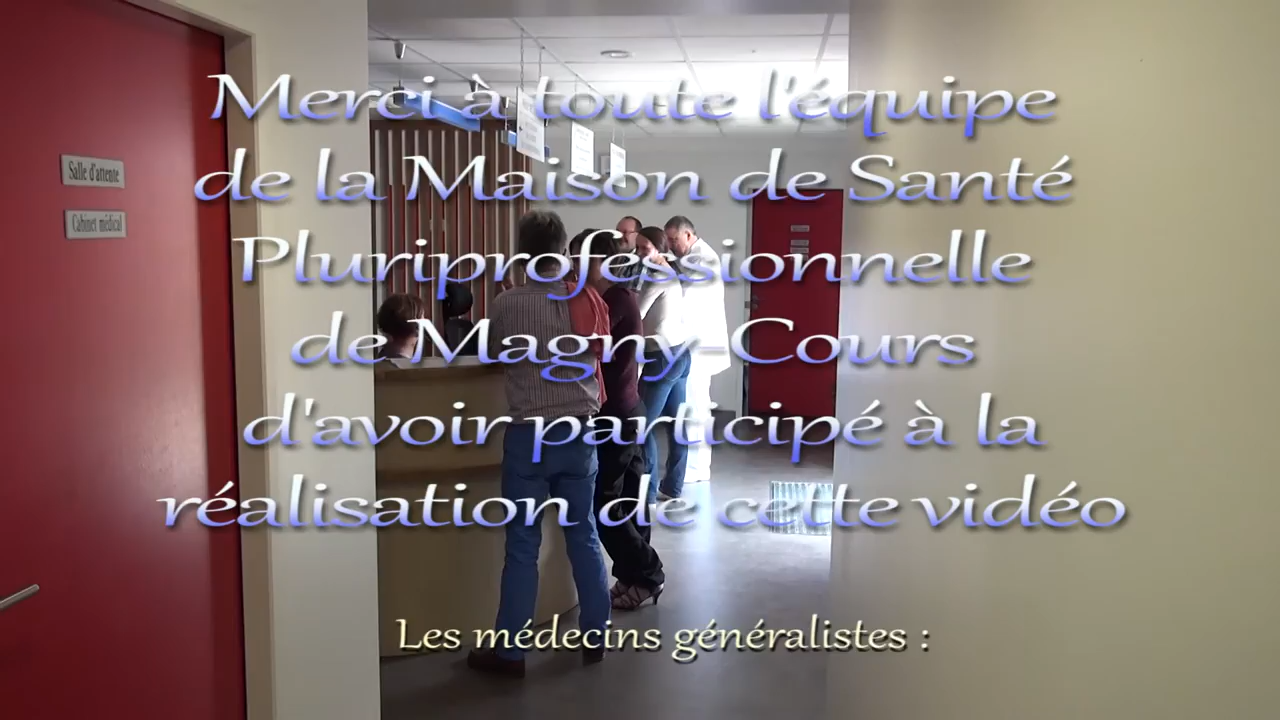 Merci à toute l'équipe
de la Maison de Santé
Pluriprofessionnelle
de Magny-Cours
d'avoir participé à la
réalisation de cette vidéo
Les médecins généralistes :
Salle d'attente
Cabinet médical